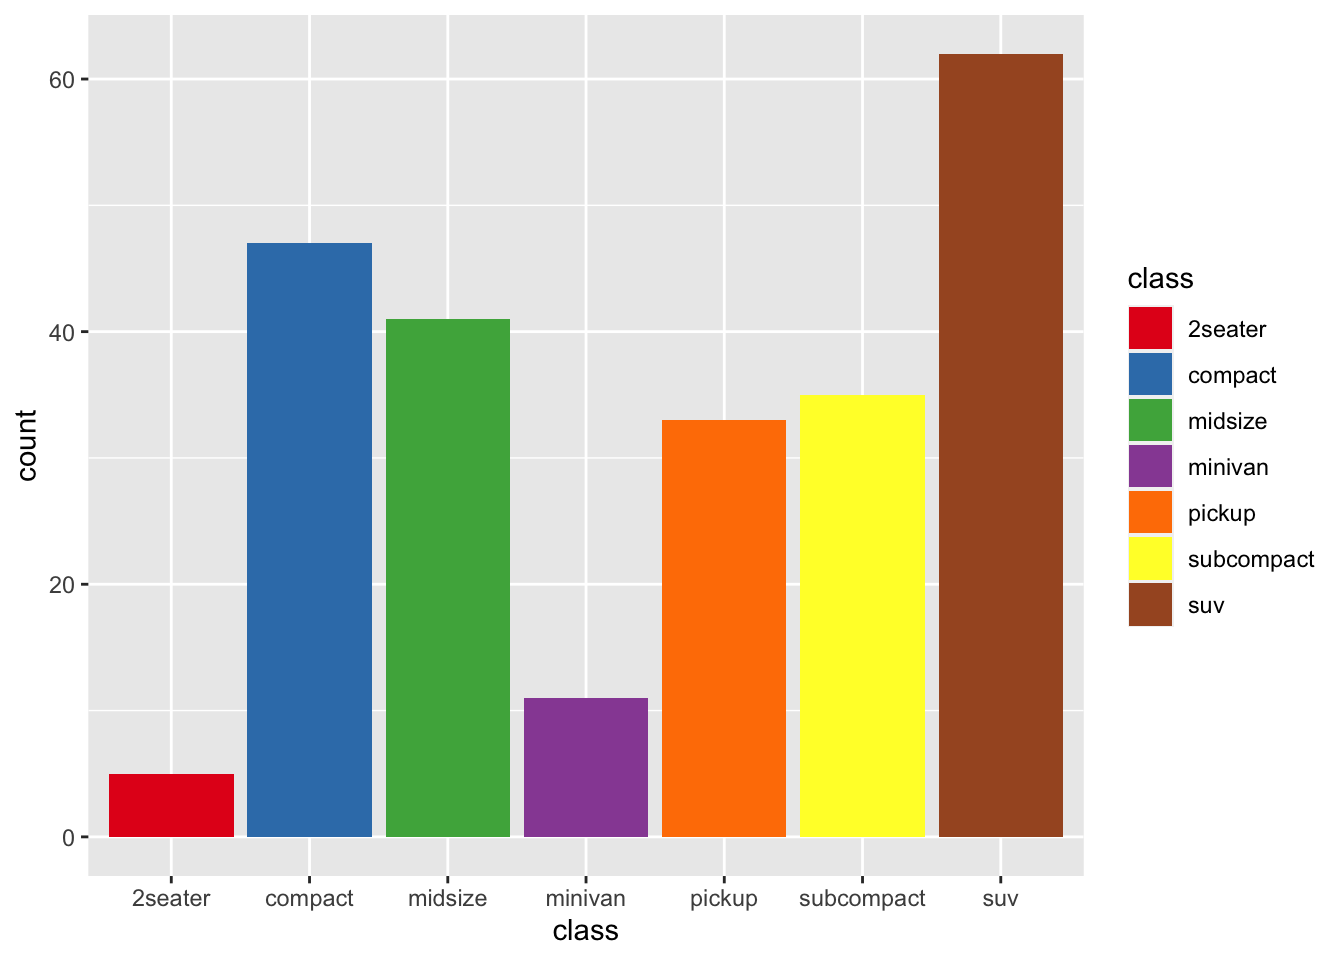 60
40
20
0
count
2seater compact midsize minivan pickup subcompact suv
class
class
2seater
compact
midsize
minivan
pickup
subcompact
suv